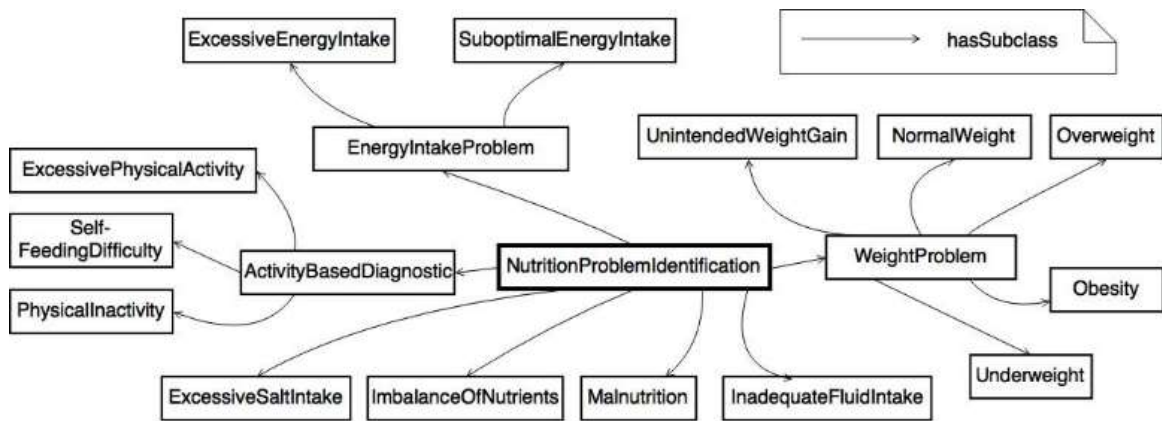 ExcessiveEnergyIntake
SuboptimalEnergyIntake
hasSubclass
EnergyIntakeProblem
UnintendedWeightGain
NormalWeight
Overweight
ExcessivePhysicalActivity
Self-
FeedingDifficulty
ActivityBasedDiagnostic
NutritionProblemIdentification
WeightProblem
PhysicalInactivity
Obesity
ExcessiveSaltIntake
ImbalanceOfNutrients
Malnutrition
InadequateFluidIntake
Underweight